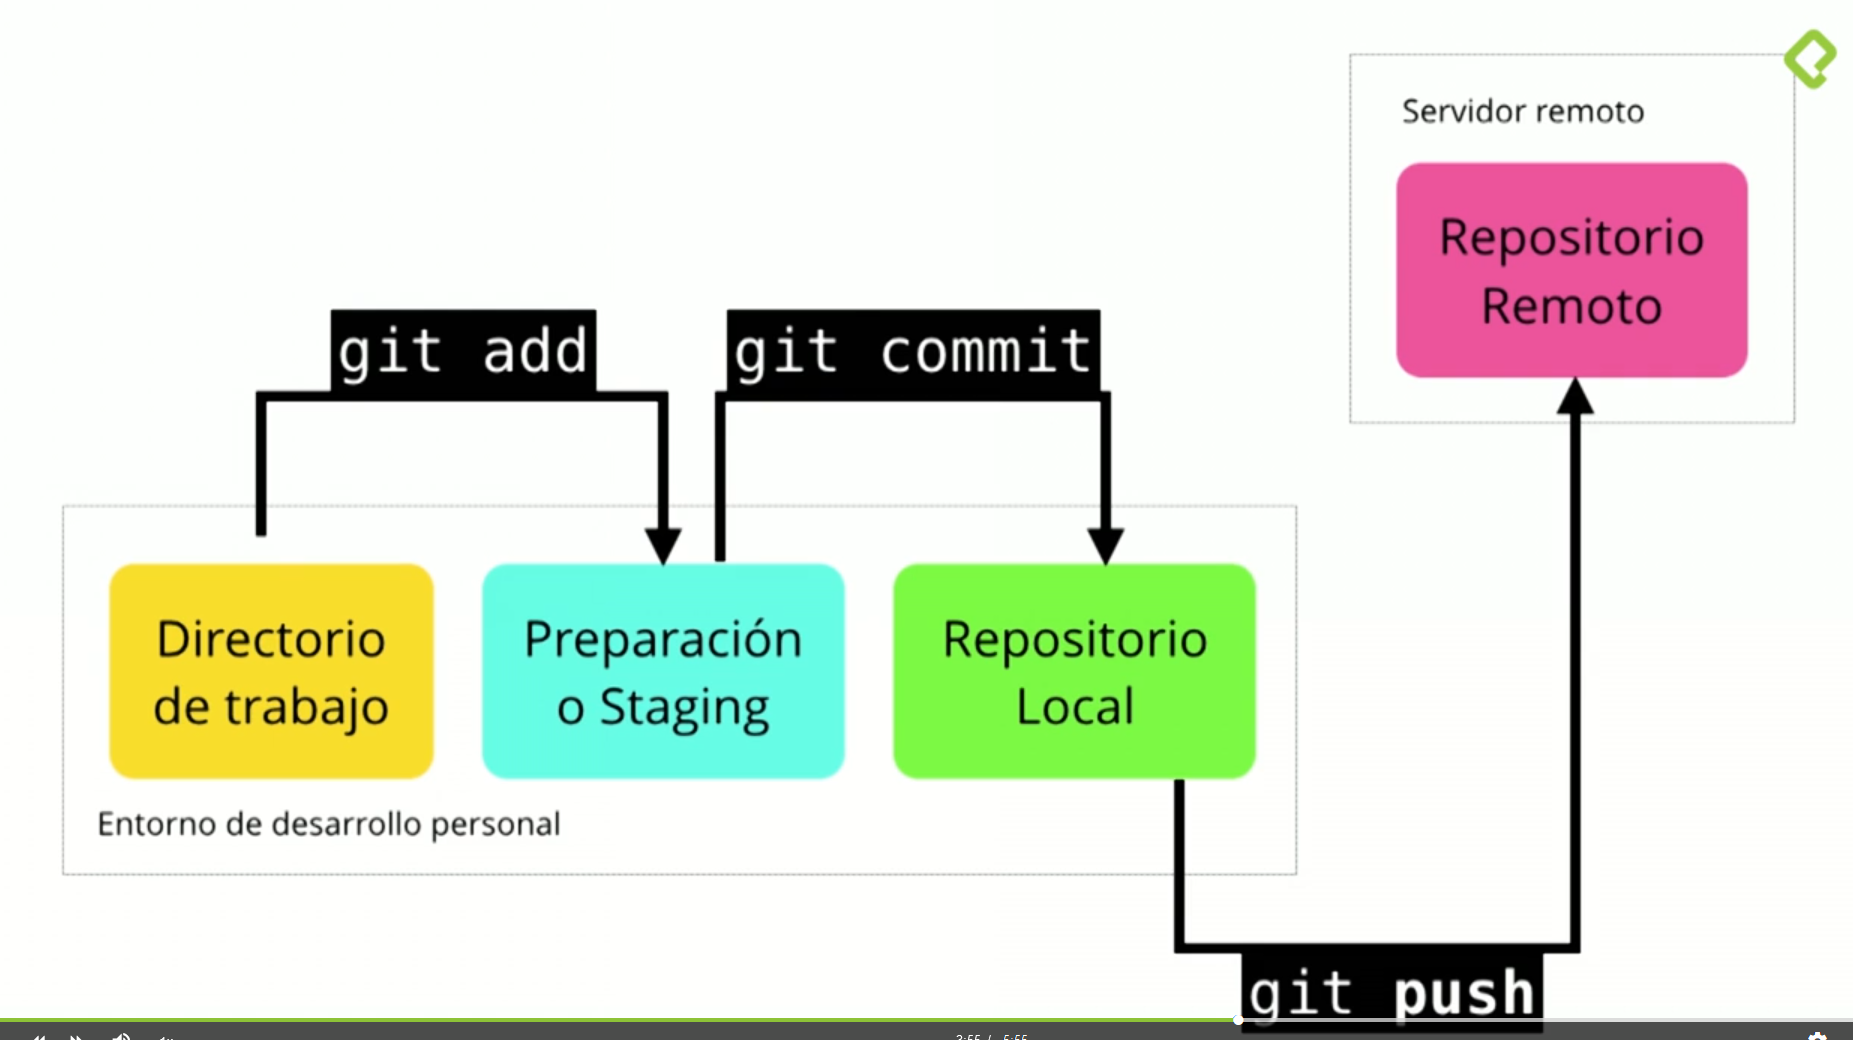 Servidor remoto
Repositorio
Remoto
git add
git commit
Directorio
de trabajo
Preparación
o Staging
Repositorio
Local
Entorno de desarrollo personal
git push